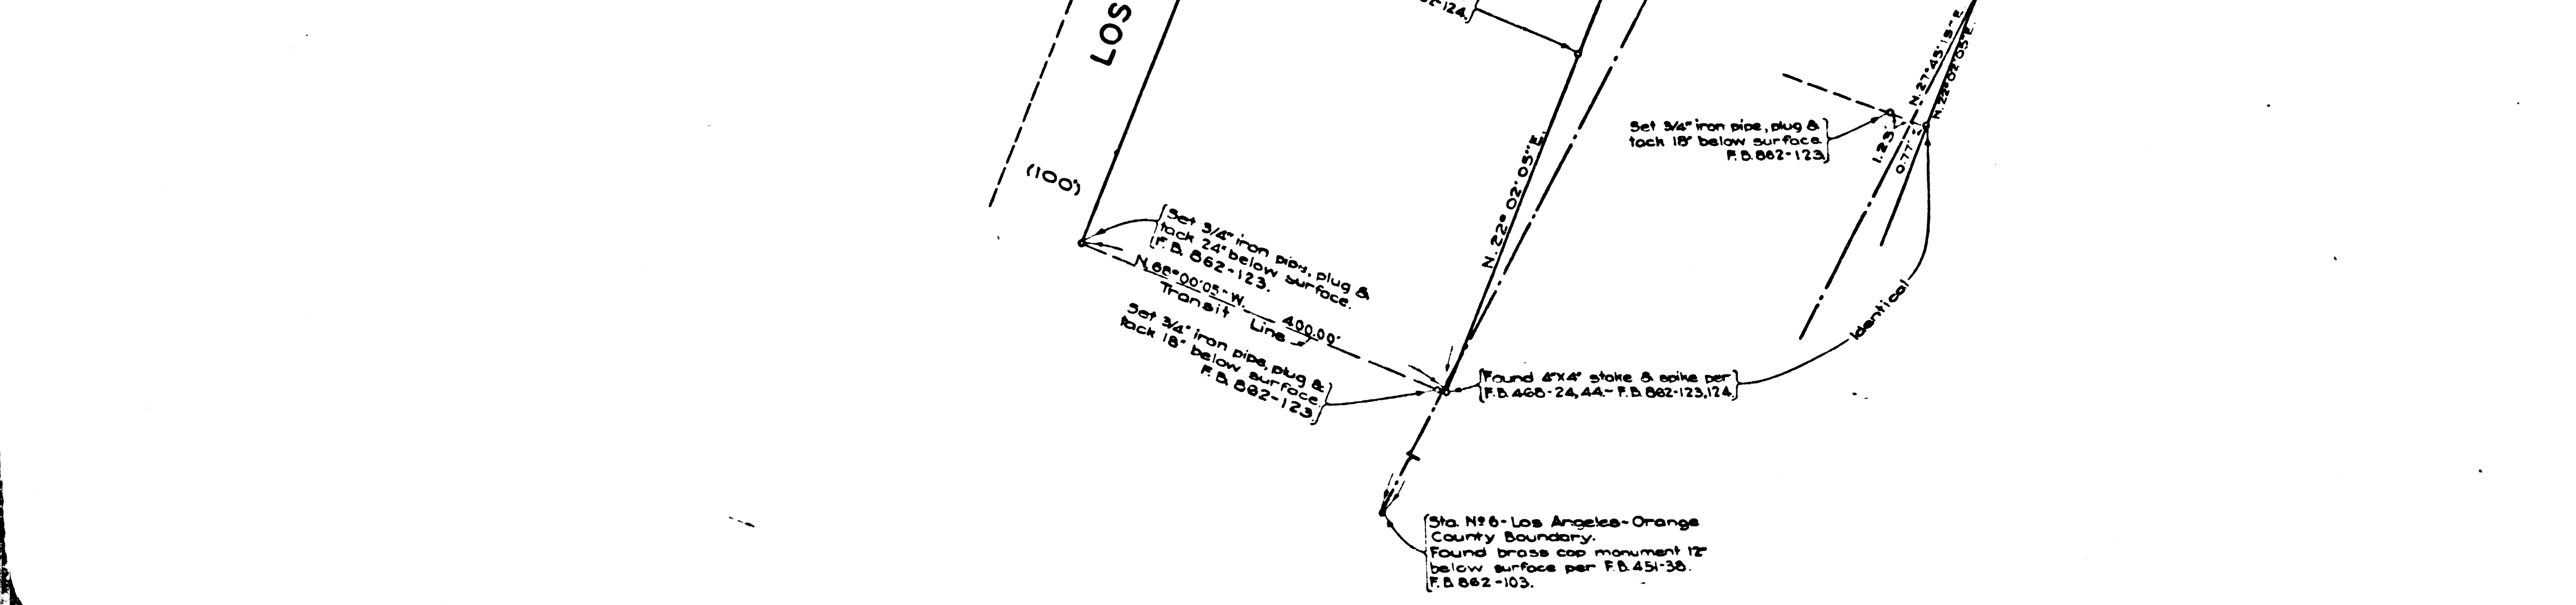 LOS
-124.
(100')
Set 3/4" iron pipe, plug &
tack 24" below surface.
F.B. 862-123.
N.68°00'05"W. 400.00'
Transit Line
Set 3/4" iron pipe, plug &
tack 18" below surface
F.B. 862-123
N.22°02'05"E.
Set 3/4" iron pipe, plug &
tack 18" below surface
F.B. 862-123
N.27°45'15"E
N.22°02'05"E.
1.23'
0.77'
Identical
Found 4"X4" stake & spike per
F.B. 468-24,44.- F.B. 862-123,124.
Sta. Nº 6-Los Angeles-Orange
County Boundary.
Found brass cap monument 12"
below surface per F.B. 451-38.
F.B. 862-103.